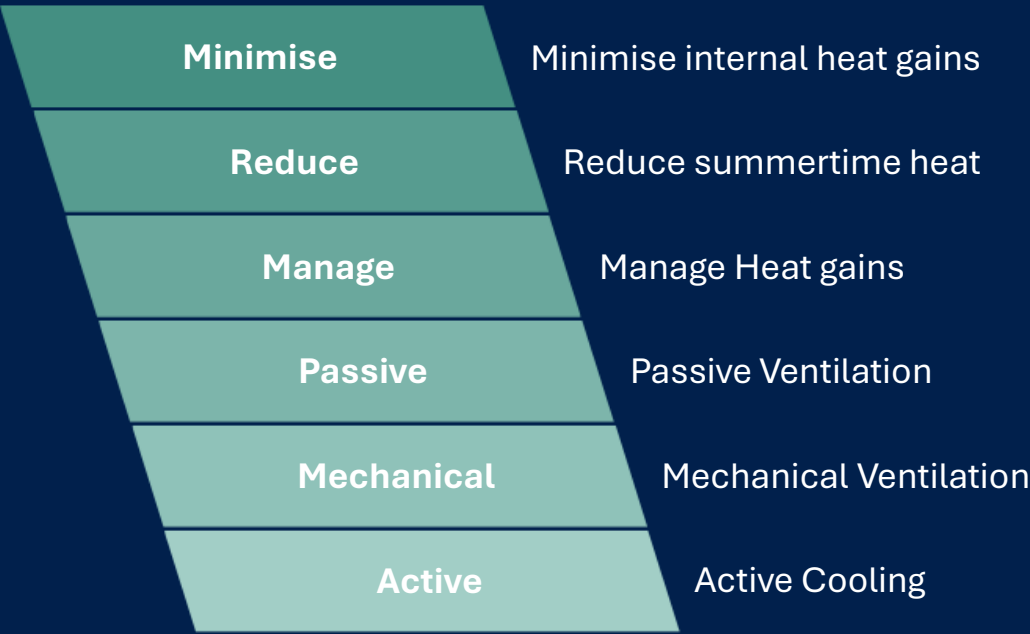 Minimise
Minimise internal heat gains
Reduce
Reduce summertime heat
Manage
Manage Heat gains
Passive
Passive Ventilation
Mechanical
Mechanical Ventilation
Active
Active Cooling